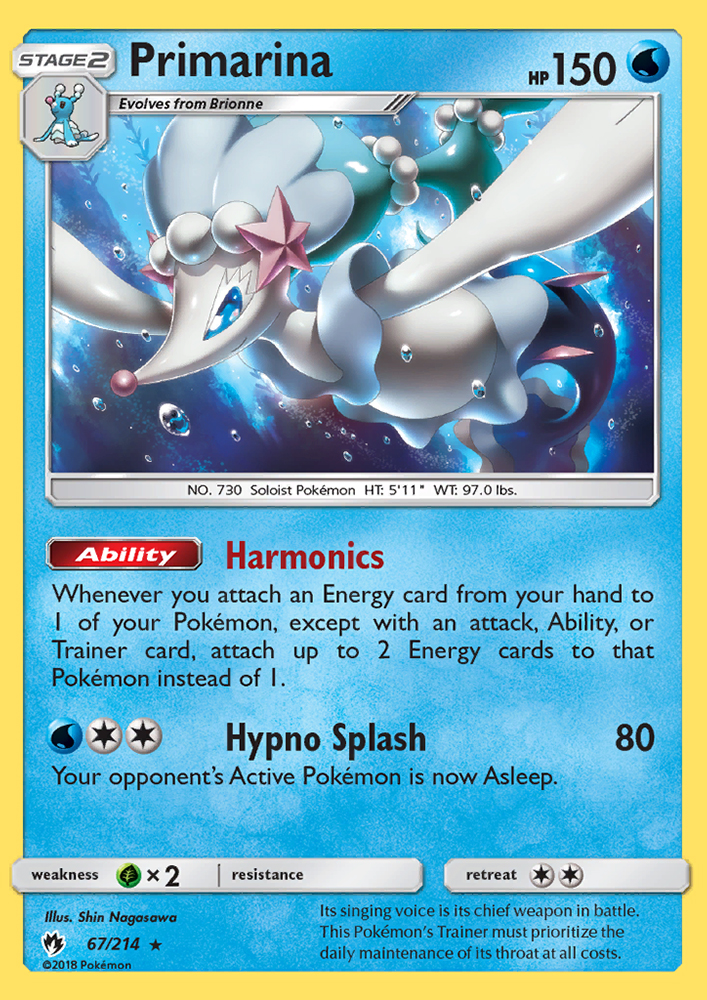 STAGE2
Primarina
HP150
Evolves from Brionne
NO. 730 Soloist Pokémon HT: 5'11" WT: 97.0 lbs.
Ability Harmonics
Whenever you attach an Energy card from your hand to
1 of your Pokémon, except with an attack, Ability, or
Trainer card, attach up to 2 Energy cards to that
Pokémon instead of 1.
Hypno Splash 80
Your opponent's Active Pokémon is now Asleep.
weakness ×2 resistance retreat
Illus. Shin Nagasawa
67/214 ★
©2018 Pokémon
Its singing voice is its chief weapon in battle.
This Pokémon's Trainer must prioritize the
daily maintenance of its throat at all costs.